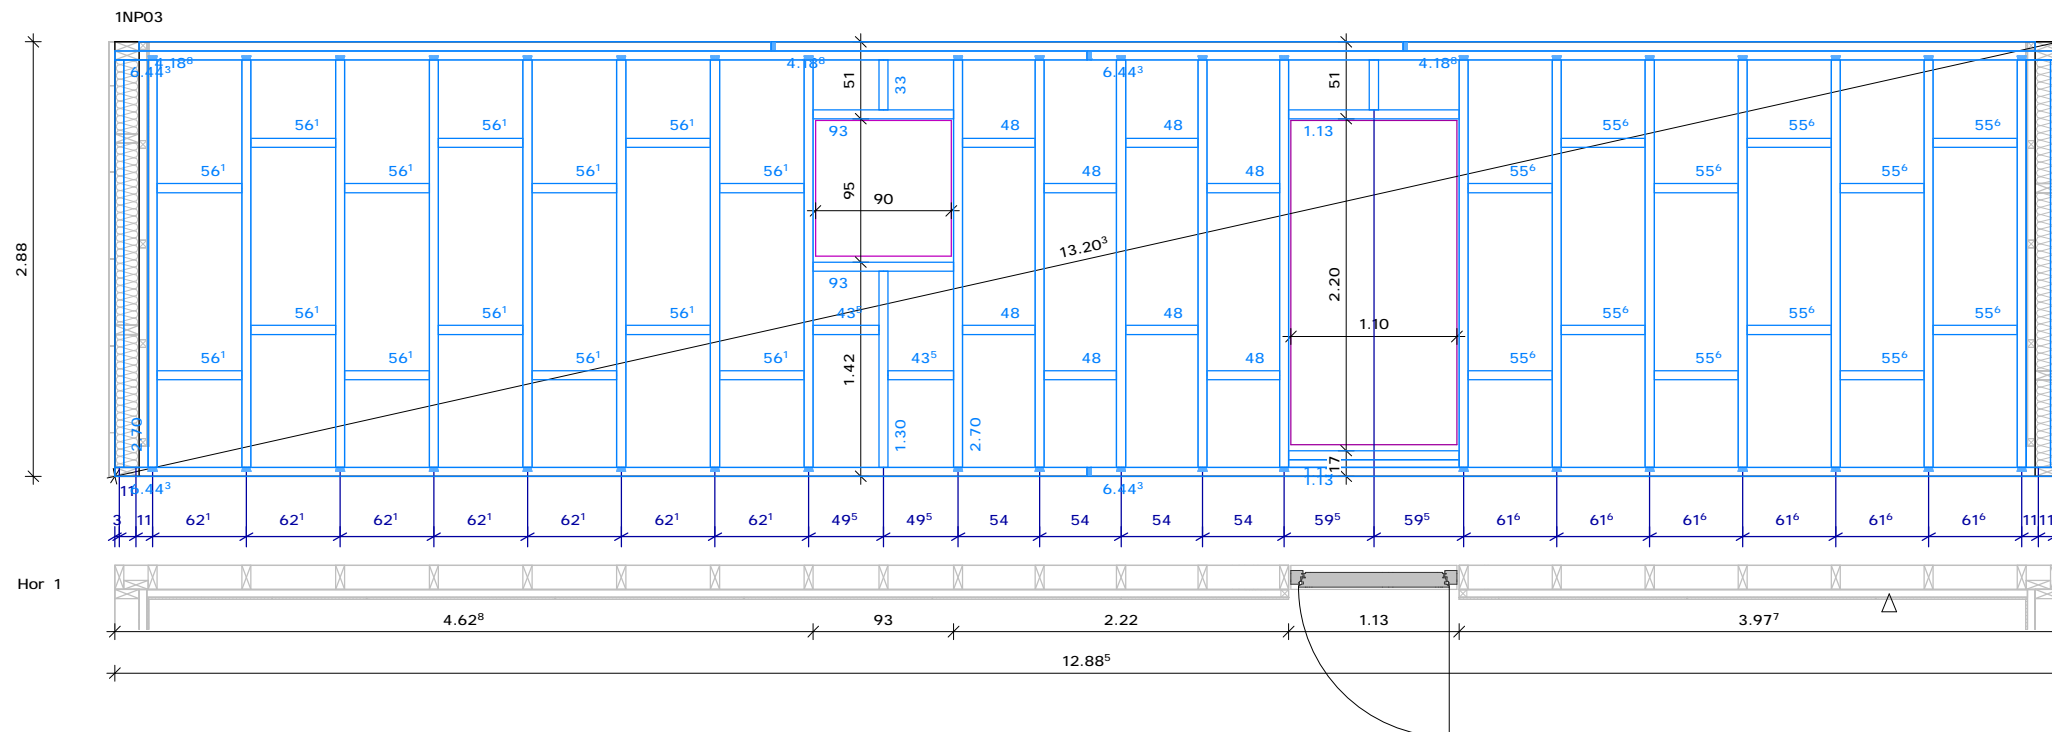 1NP03
4.18⁸ 4.18⁸ 4.18⁸
6.44³ 6.44³
51 33 51
56¹ 56¹ 56¹ 93 48 48 1.13 55⁶ 55⁶ 55⁶
56¹ 56¹ 56¹ 56¹ 95 48 48 55⁶ 55⁶ 55⁶
90
2.88 13.20³
93 2.20
56¹ 56¹ 56¹ 43⁵ 48 48 1.10 55⁶ 55⁶ 55⁶
56¹ 56¹ 56¹ 56¹ 1.42 43⁵ 48 48 55⁶ 55⁶ 55⁶
2.70 1.30 2.70
17
11 6.44³ 6.44³ 1.13
3 11 62¹ 62¹ 62¹ 62¹ 62¹ 62¹ 62¹ 49⁵ 49⁵ 54 54 54 54 59⁵ 59⁵ 61⁶ 61⁶ 61⁶ 61⁶ 61⁶ 61⁶ 11 11
Hor 1
4.62⁸ 93 2.22 1.13 3.97⁷
12.88⁵